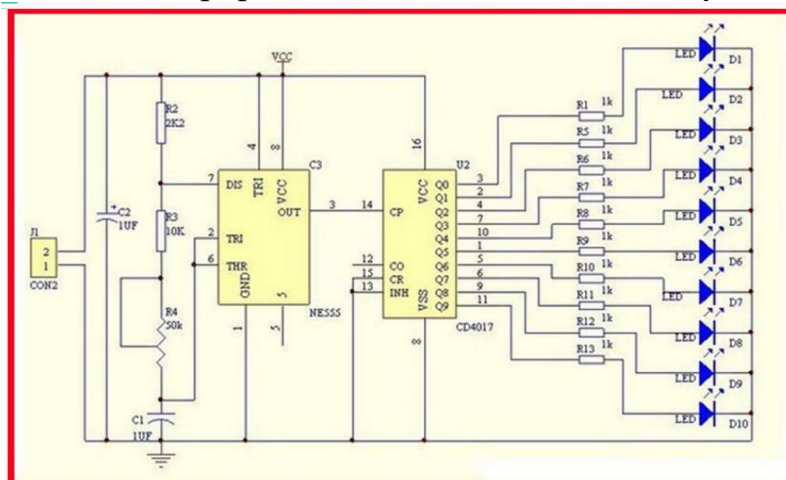 VCC
R2
2K2
4
8
7
DIS
TRI
VCC
C3
OUT
3
C2
1UF
R3
10K
2
TRI
6
THR
GND
NE555
1
5
5
J1
2
1
CON2
R4
50k
C1
1UF
16
U2
14
CP
VCC
12
CO
15
CR
13
INH
VSS
8
CD4017
Q0
3
Q1
2
Q2
4
Q3
7
Q4
10
Q5
1
Q6
5
Q7
6
Q8
9
Q9
11
R1
1k
LED
D1
R5
1k
LED
D2
R6
1k
LED
D3
R7
1k
LED
D4
R8
1k
LED
D5
R9
1k
LED
D6
R10
1k
LED
D7
R11
1k
LED
D8
R12
1k
LED
D9
R13
1k
LED
D10